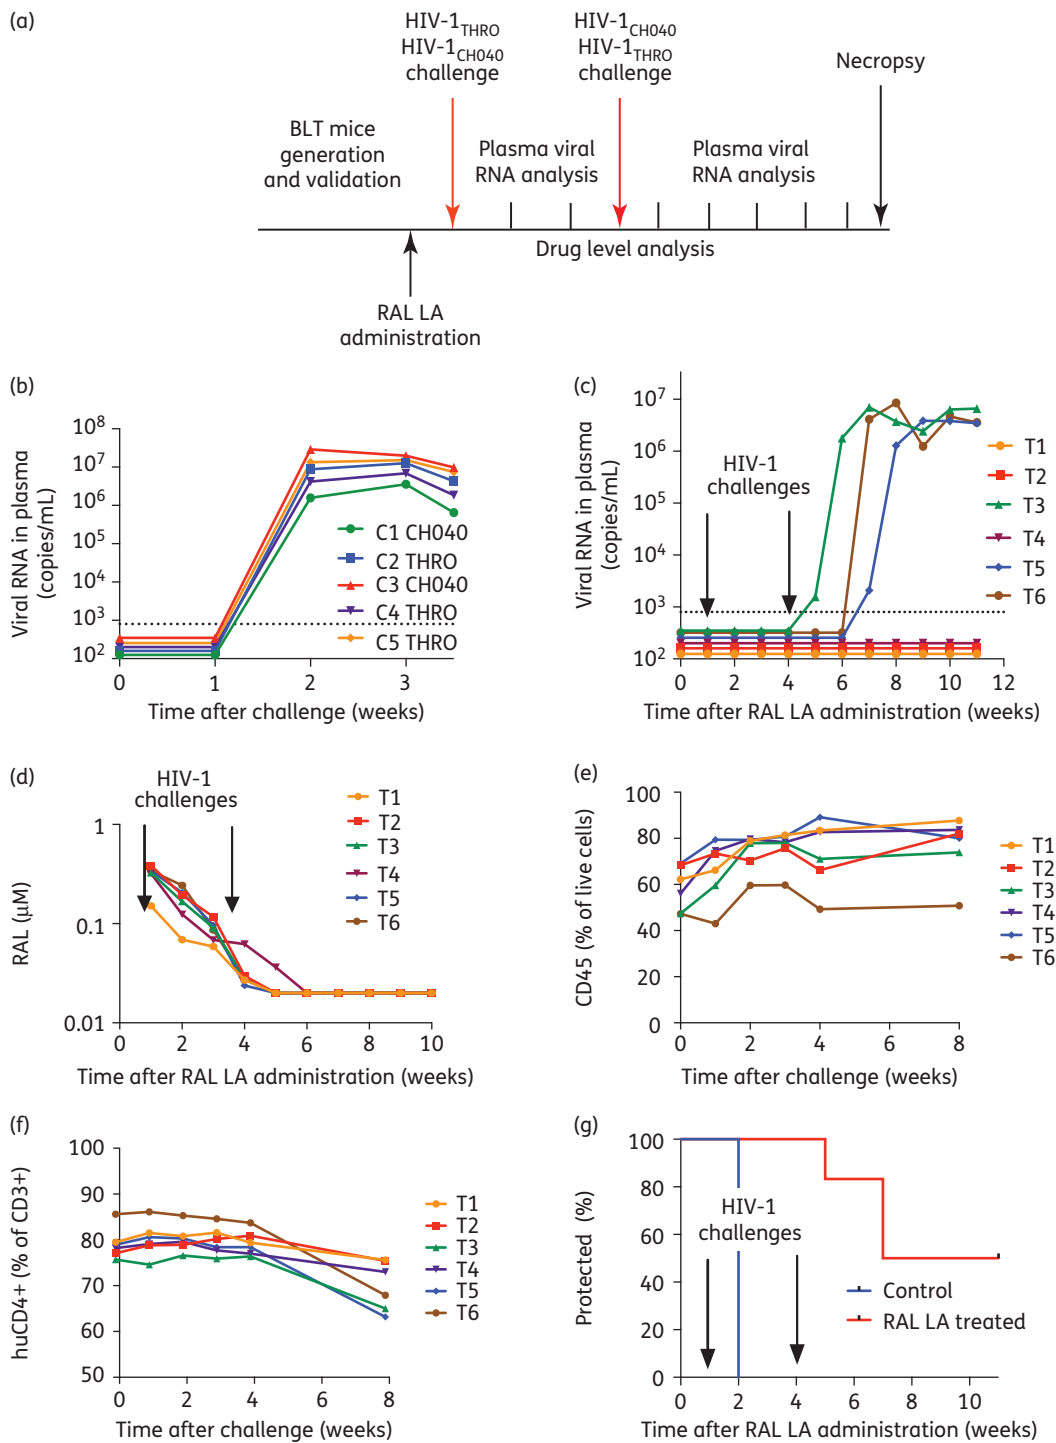 (a)
HIV-1THRO
HIV-1CH040
challenge
HIV-1CH040
HIV-1THRO
challenge
Necropsy
BLT mice
generation
and validation
Plasma viral
RNA analysis
Plasma viral
RNA analysis
Drug level analysis
RAL LA
administration
(b)
Viral RNA in plasma
(copies/mL)
10^8
10^7
10^6
10^5
10^4
10^3
10^2
C1 CH040
C2 THRO
C3 CH040
C4 THRO
C5 THRO
0 1 2 3
Time after challenge (weeks)
(c)
Viral RNA in plasma
(copies/mL)
10^7
10^6
10^5
10^4
10^3
10^2
HIV-1
challenges
T1
T2
T3
T4
T5
T6
0 2 4 6 8 10 12
Time after RAL LA administration (weeks)
(d)
HIV-1
challenges
RAL (µM)
1
0.1
0.01
T1
T2
T3
T4
T5
T6
0 2 4 6 8 10
Time after RAL LA administration (weeks)
(e)
CD45 (% of live cells)
100
80
60
40
20
0
T1
T2
T3
T4
T5
T6
0 2 4 6 8
Time after challenge (weeks)
(f)
huCD4+ (% of CD3+)
100
90
80
70
60
50
T1
T2
T3
T4
T5
T6
0 2 4 6 8
Time after challenge (weeks)
(g)
Protected (%)
100
80
60
40
20
0
HIV-1
challenges
Control
RAL LA treated
0 2 4 6 8 10
Time after RAL LA administration (weeks)